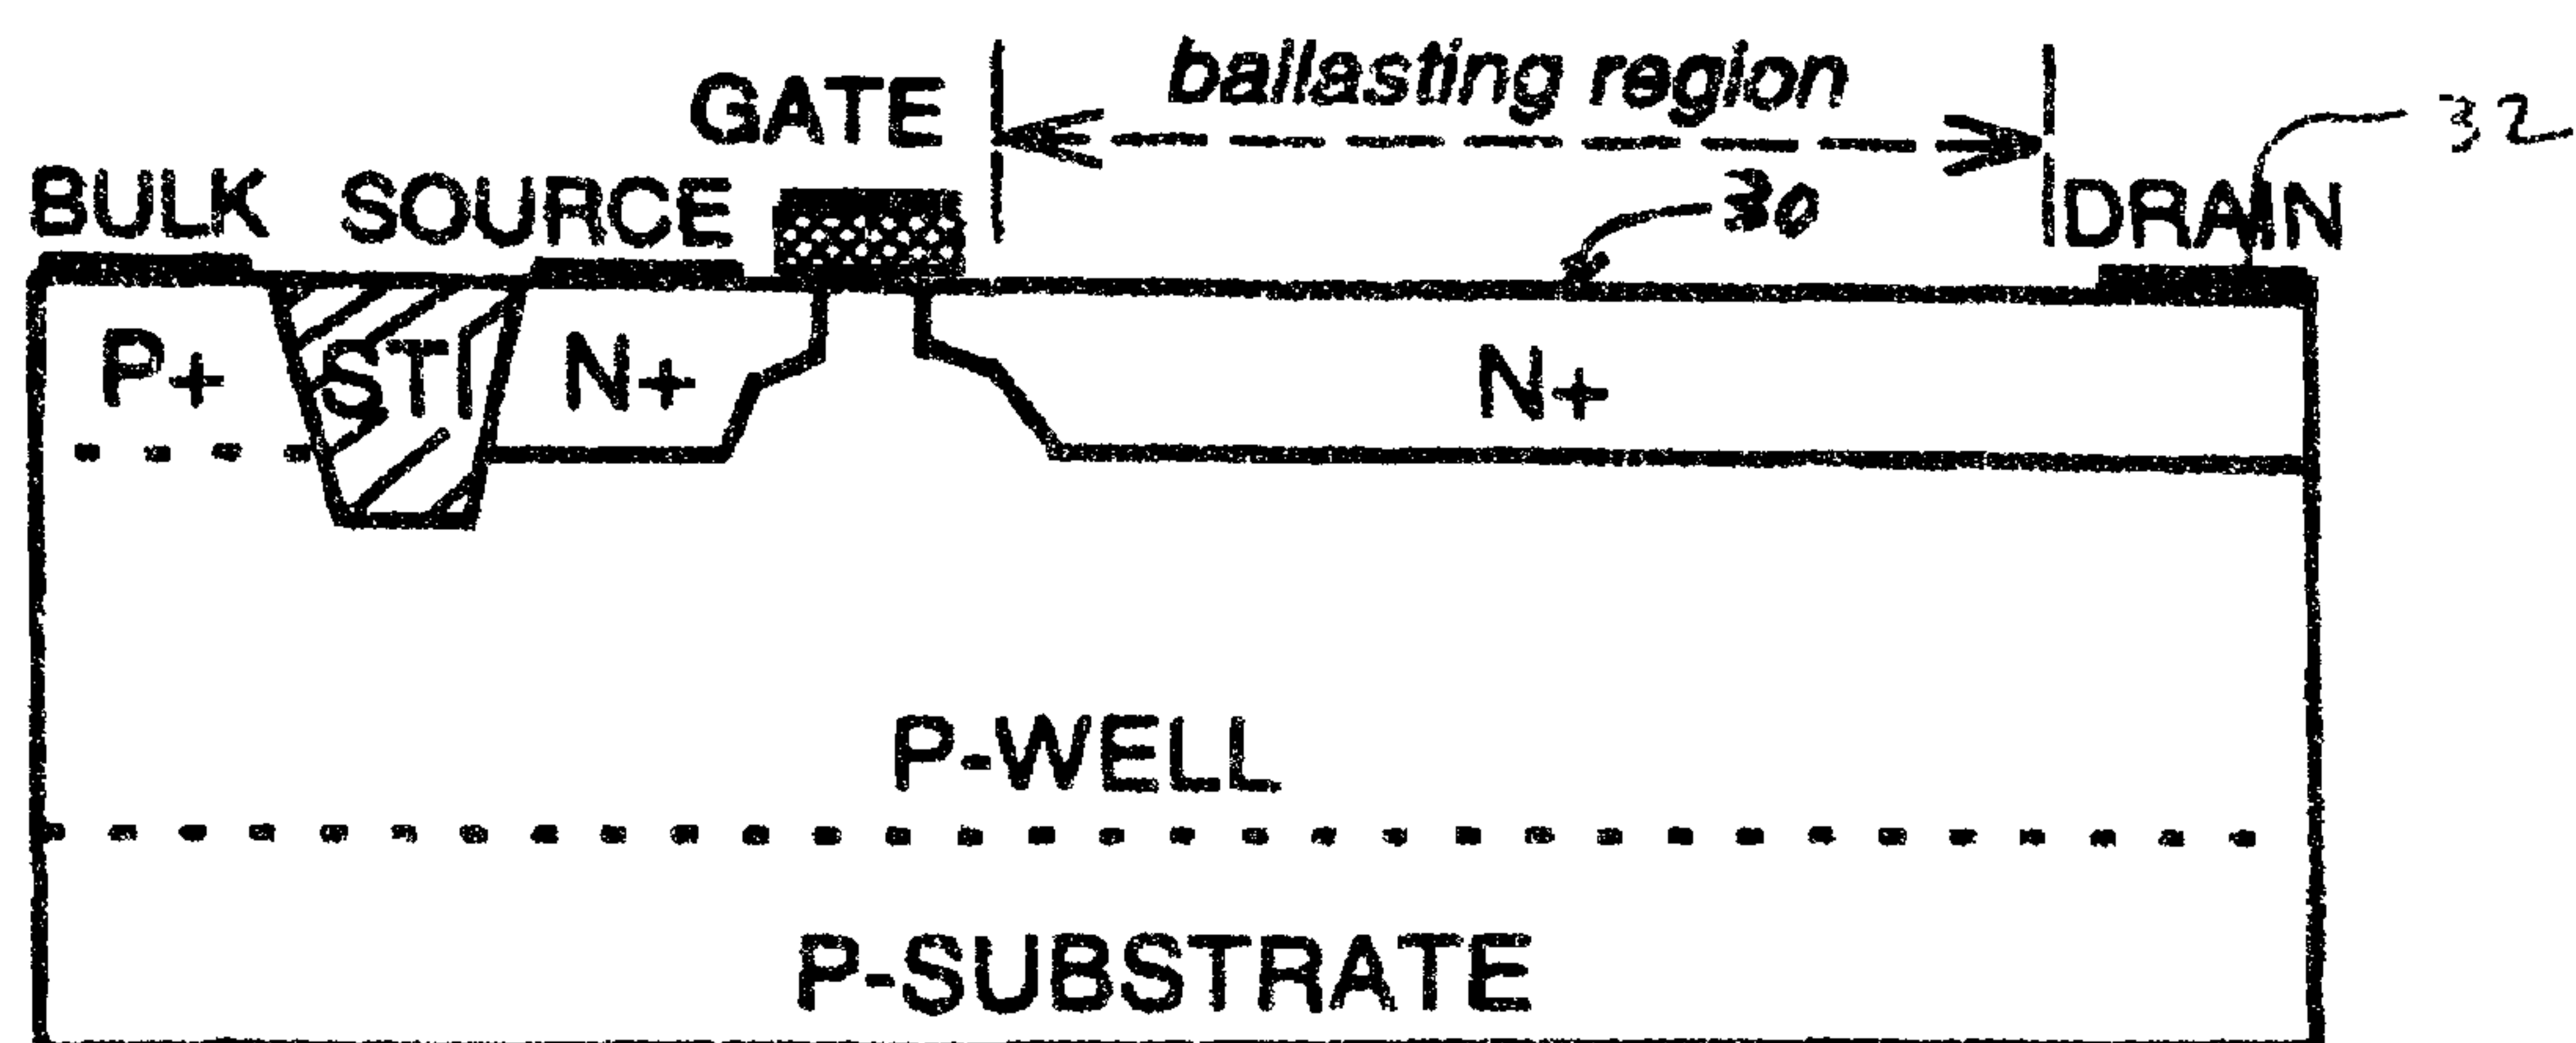 ballasting region
GATE
32
BULK SOURCE
30
DRAIN
P+ STI N+ N+
P-WELL
P-SUBSTRATE